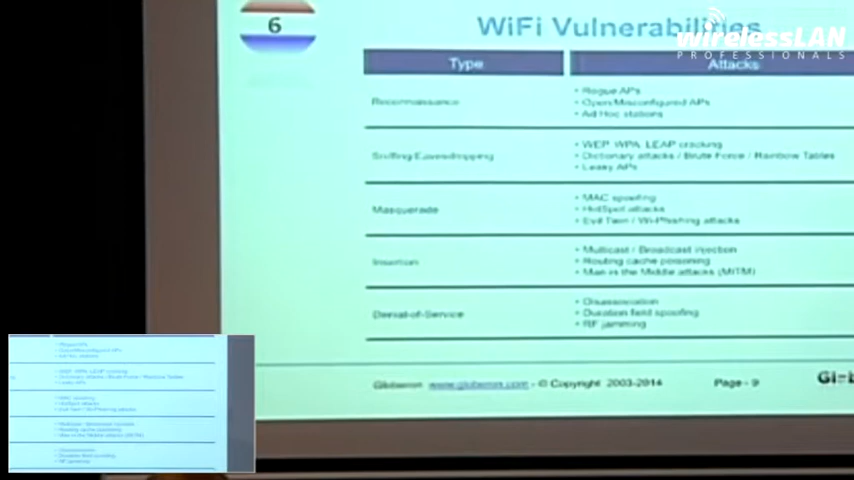 6
WiFi Vulnerabilities
wirelessLAN
PROFESSIONALS
Type
Attacks
Reconnaissance
• Rogue APs
• Open/Misconfigured APs
• Ad Hoc stations
Sniffing/Eavesdropping
• WEP, WPA, LEAP cracking
• Dictionary attacks / Brute Force / Rainbow Tables
• Leaky APs
Masquerade
• MAC spoofing
• HotSpot attacks
• Evil Twin / Wi-Phishing attacks
Insertion
• Multicast / Broadcast injection
• Routing cache poisoning
• Man in the Middle attacks (MITM)
Denial-of-Service
• Disassociation
• Duration field spoofing
• RF jamming
Globeron www.globeron.com - © Copyright 2003-2014
Page - 9